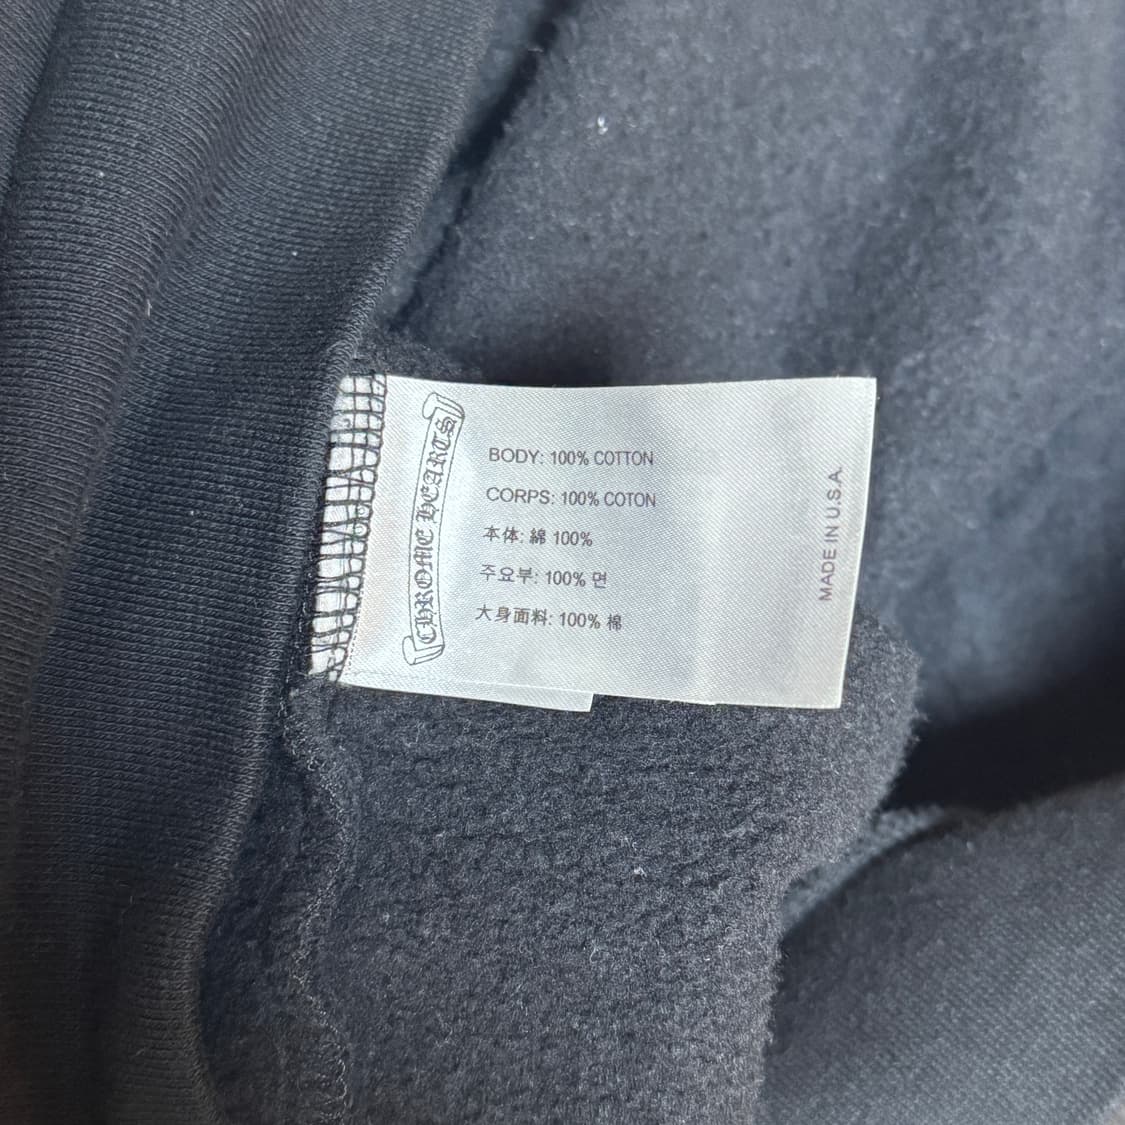 CHROME HEARTS
BODY: 100% COTTON
CORPS: 100% COTON
本体: 綿 100%
주요부: 100% 면
大身面料: 100% 棉
MADE IN U.S.A.